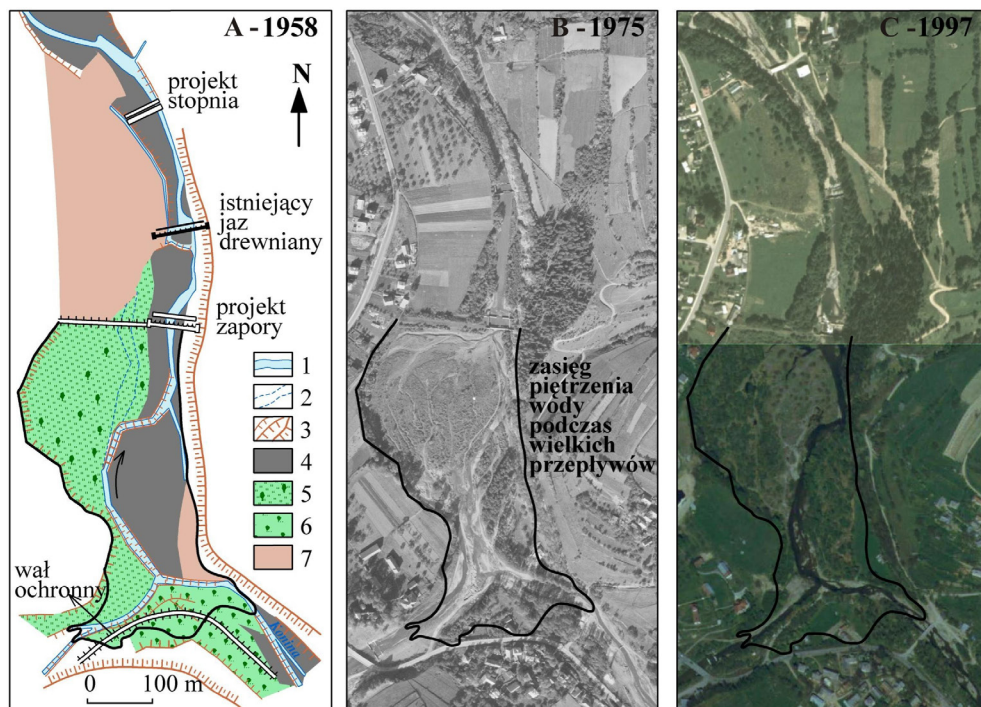 A - 1958
projekt
stopnia
N
istniejący
jaz
drewniany
projekt
zapory
1
2
3
4
5
6
7
wał
ochronny
Konina
0 100 m
B - 1975
zasięg
piętrzenia
wody
podczas
wielkich
przepływów
C - 1997